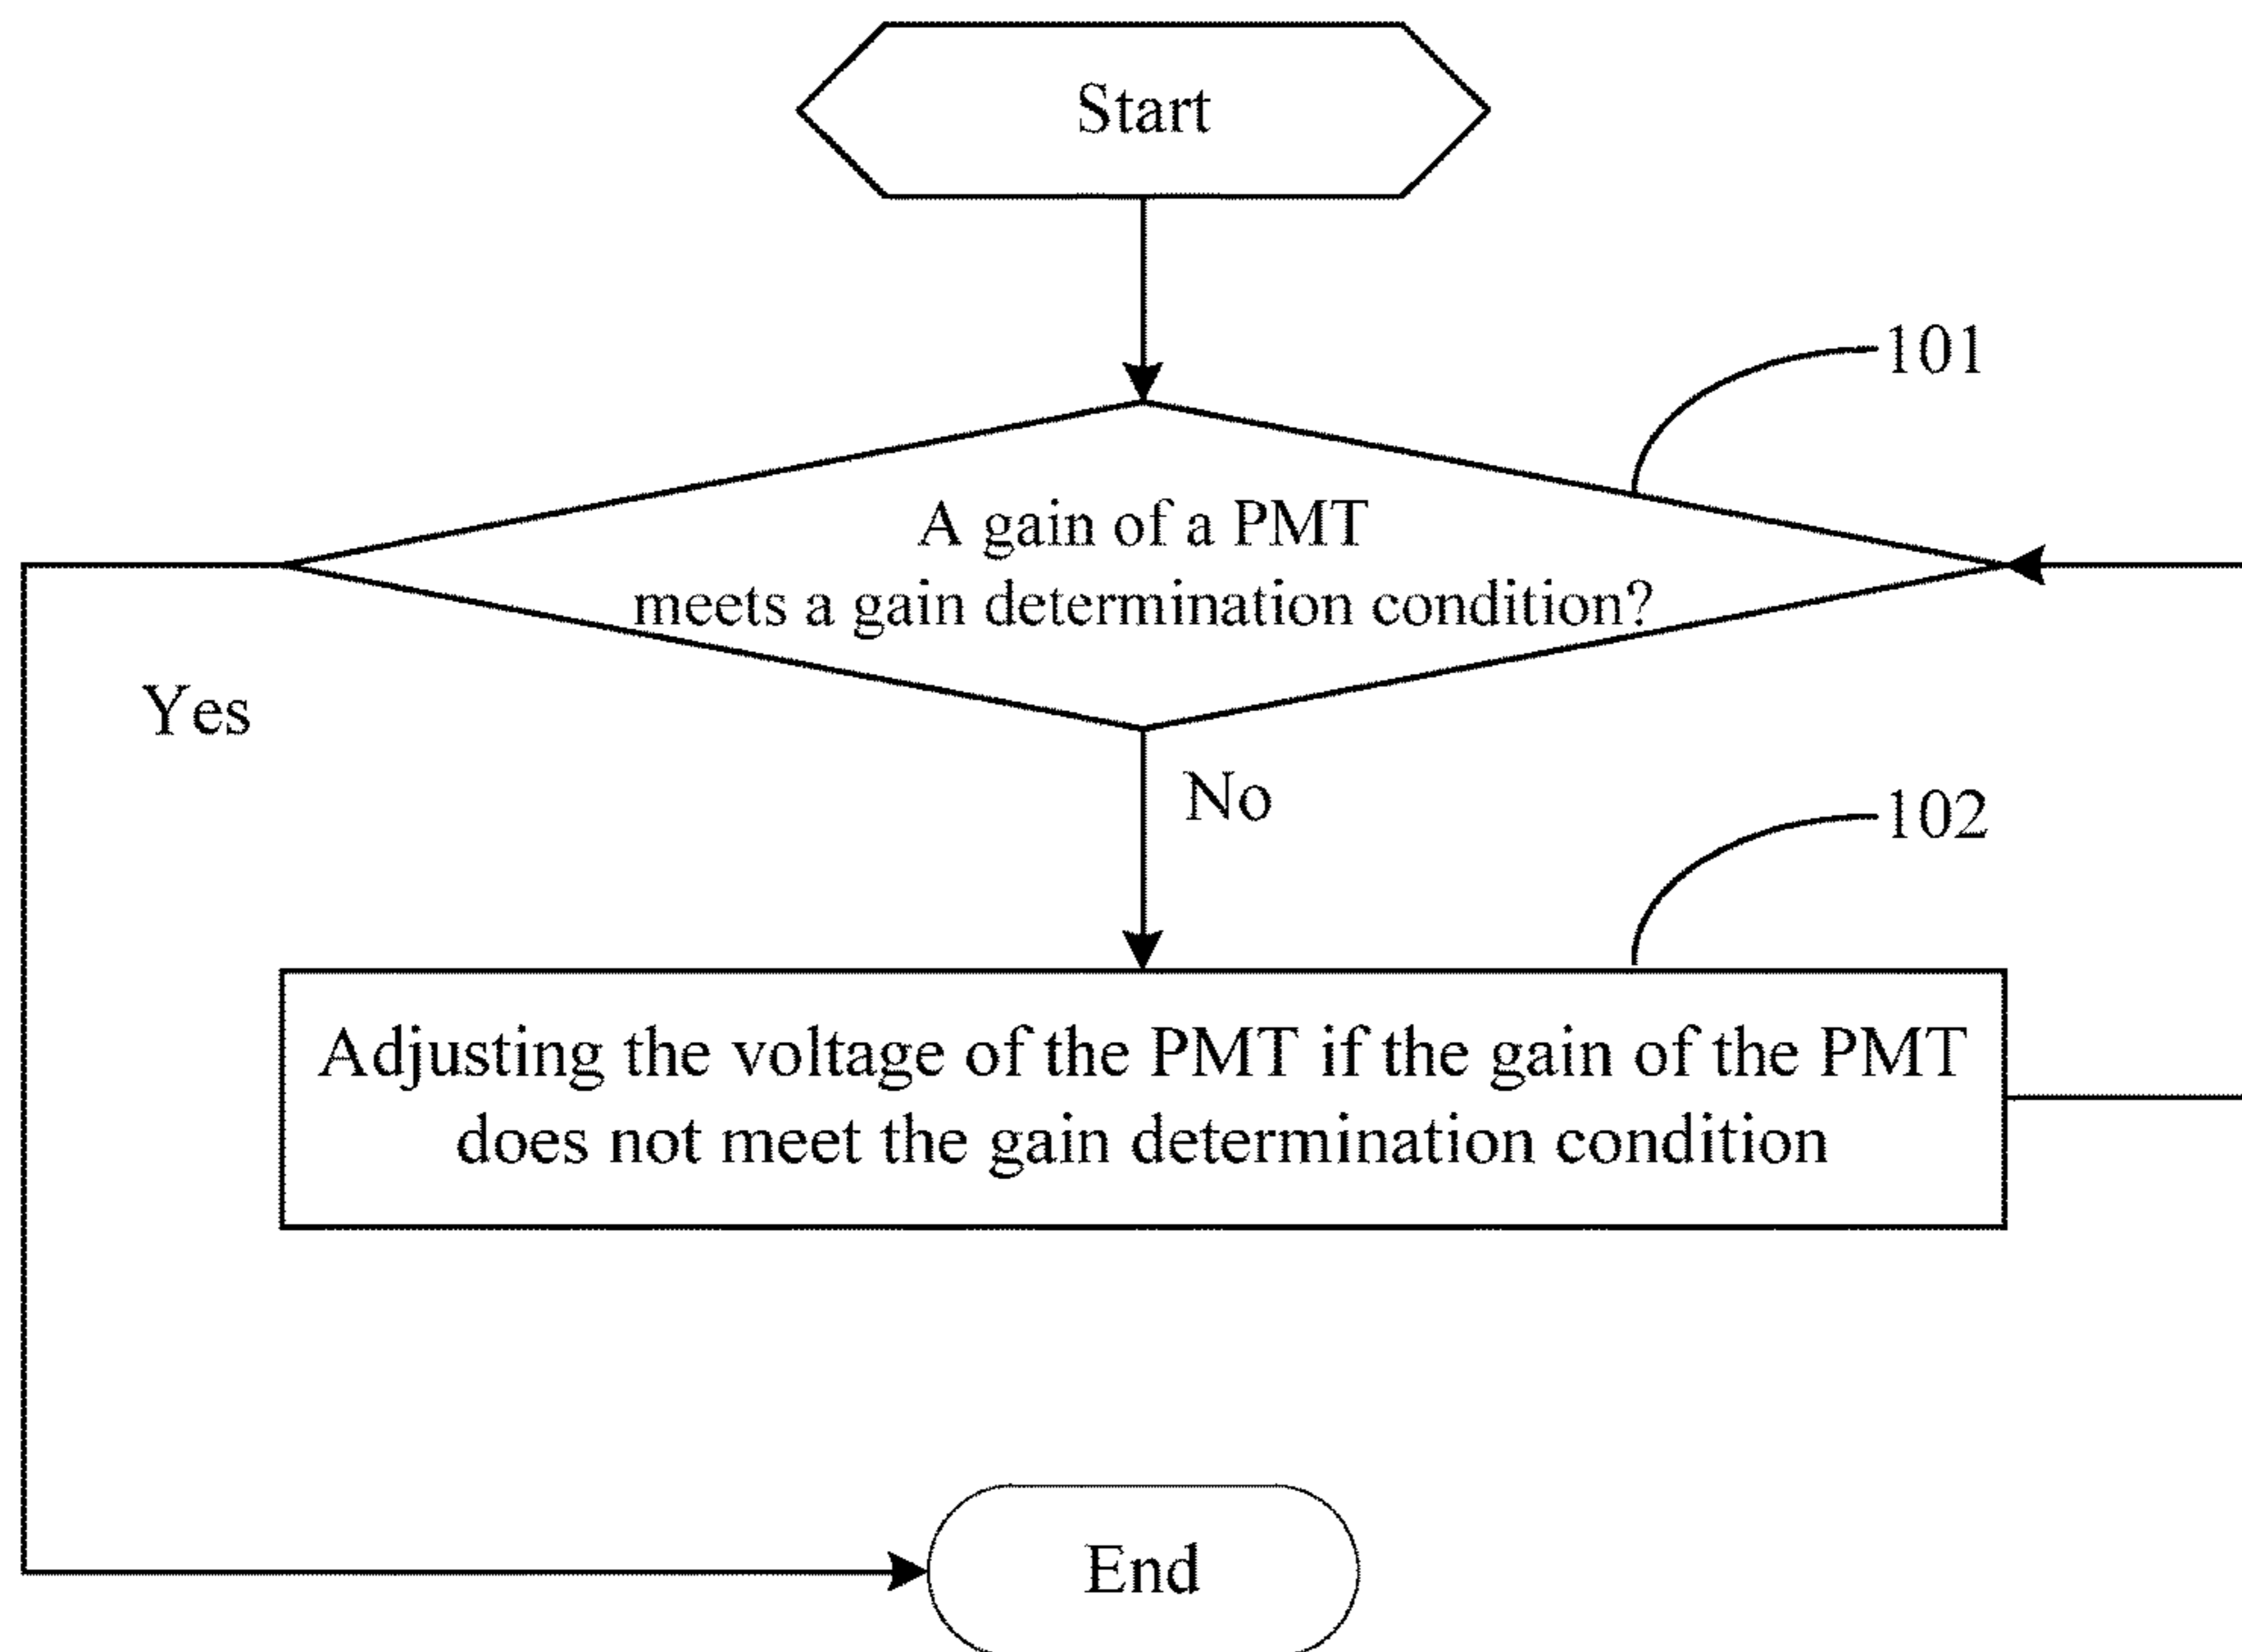 Start
101
A gain of a PMT
meets a gain determination condition?
Yes
No
102
Adjusting the voltage of the PMT if the gain of the PMT
does not meet the gain determination condition
End